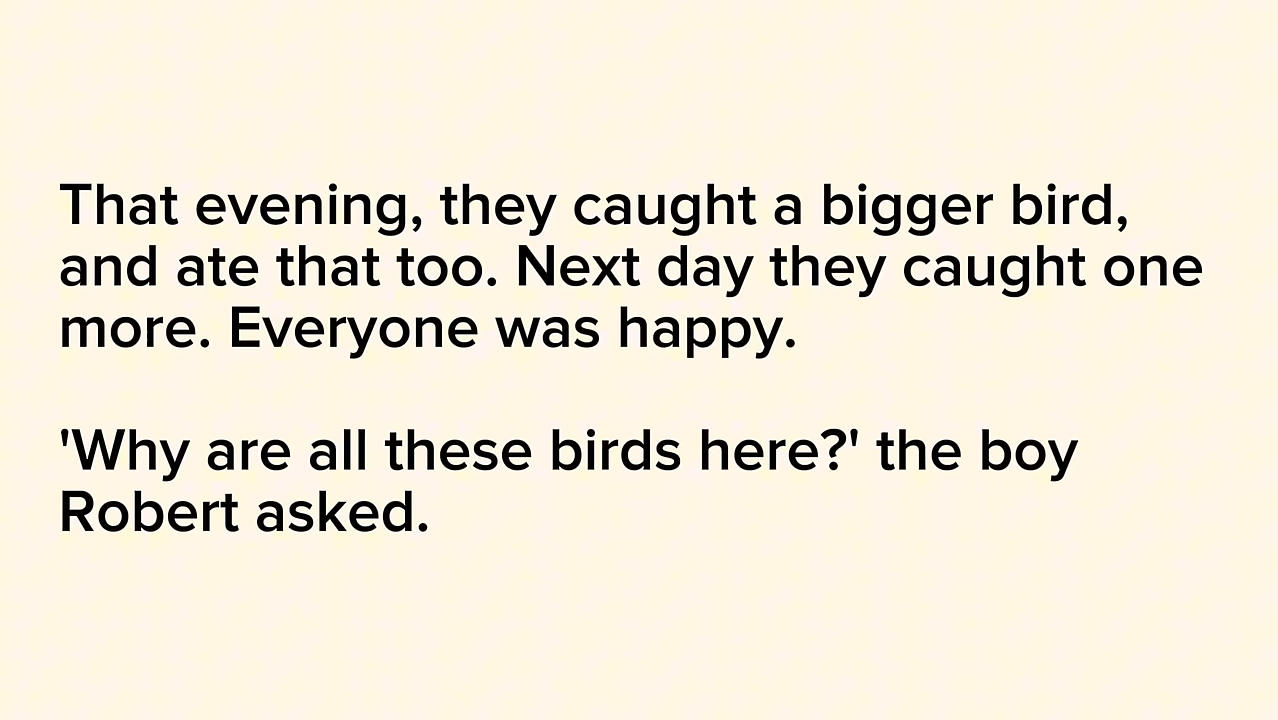 That evening, they caught a bigger bird,
and ate that too. Next day they caught one
more. Everyone was happy.
'Why are all these birds here?' the boy
Robert asked.